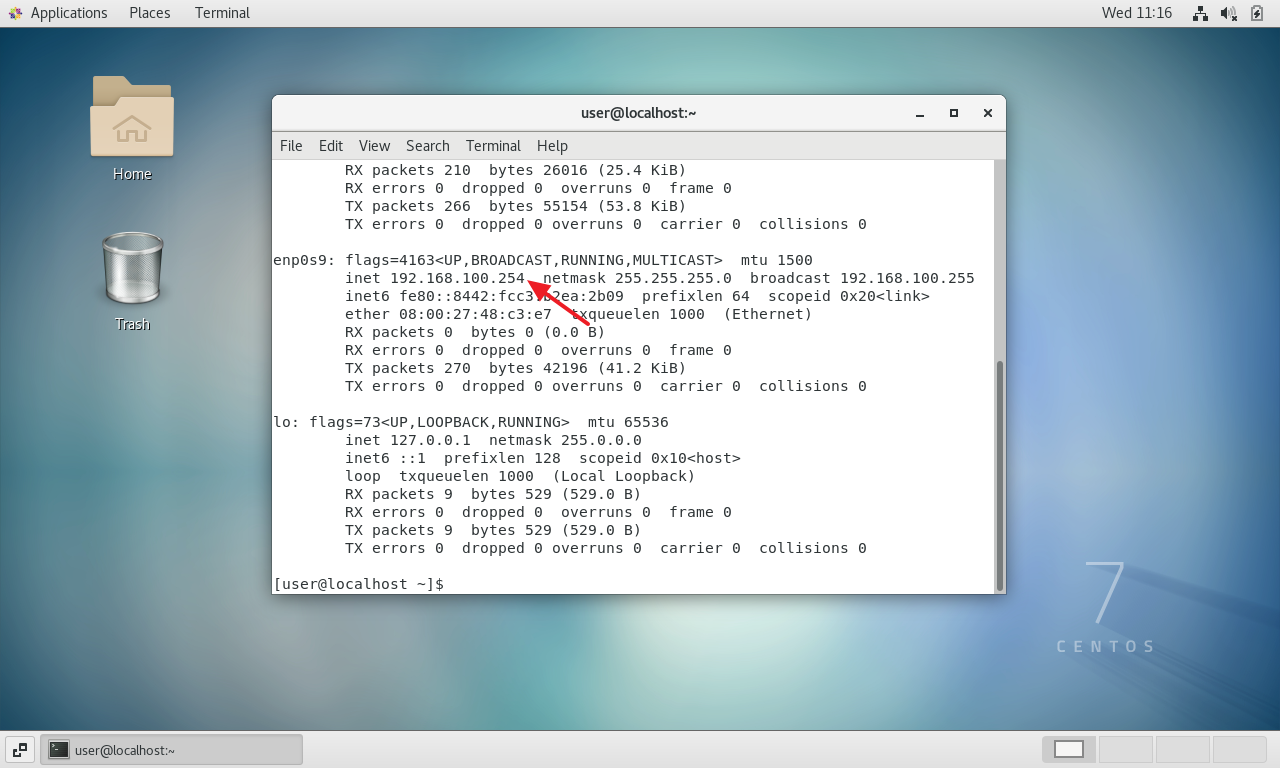 Applications Places Terminal Wed 11:16
Home
Trash
user@localhost:~
File Edit View Search Terminal Help
RX packets 210  bytes 26016 (25.4 KiB)
RX errors 0  dropped 0  overruns 0  frame 0
TX packets 266  bytes 55154 (53.8 KiB)
TX errors 0  dropped 0 overruns 0  carrier 0  collisions 0
enp0s9: flags=4163<UP,BROADCAST,RUNNING,MULTICAST>  mtu 1500
inet 192.168.100.254  netmask 255.255.255.0  broadcast 192.168.100.255
inet6 prefixlen 64  scopeid 0x20<link>
ether 08:00:27:48:c3:e7  txqueuelen 1000  (Ethernet)
RX packets 0  bytes 0 (0.0 B)
RX errors 0  dropped 0  overruns 0  frame 0
TX packets 270  bytes 42196 (41.2 KiB)
TX errors 0  dropped 0 overruns 0  carrier 0  collisions 0
lo: flags=73<UP,LOOPBACK,RUNNING>  mtu 65536
inet 127.0.0.1  netmask 255.0.0.0
inet6 ::1  prefixlen 128  scopeid 0x10<host>
loop  txqueuelen 1000  (Local Loopback)
RX packets 9  bytes 529 (529.0 B)
RX errors 0  dropped 0  overruns 0  frame 0
TX packets 9  bytes 529 (529.0 B)
TX errors 0  dropped 0 overruns 0  carrier 0  collisions 0
[user@localhost ~]$
7
CENTOS
user@localhost:~